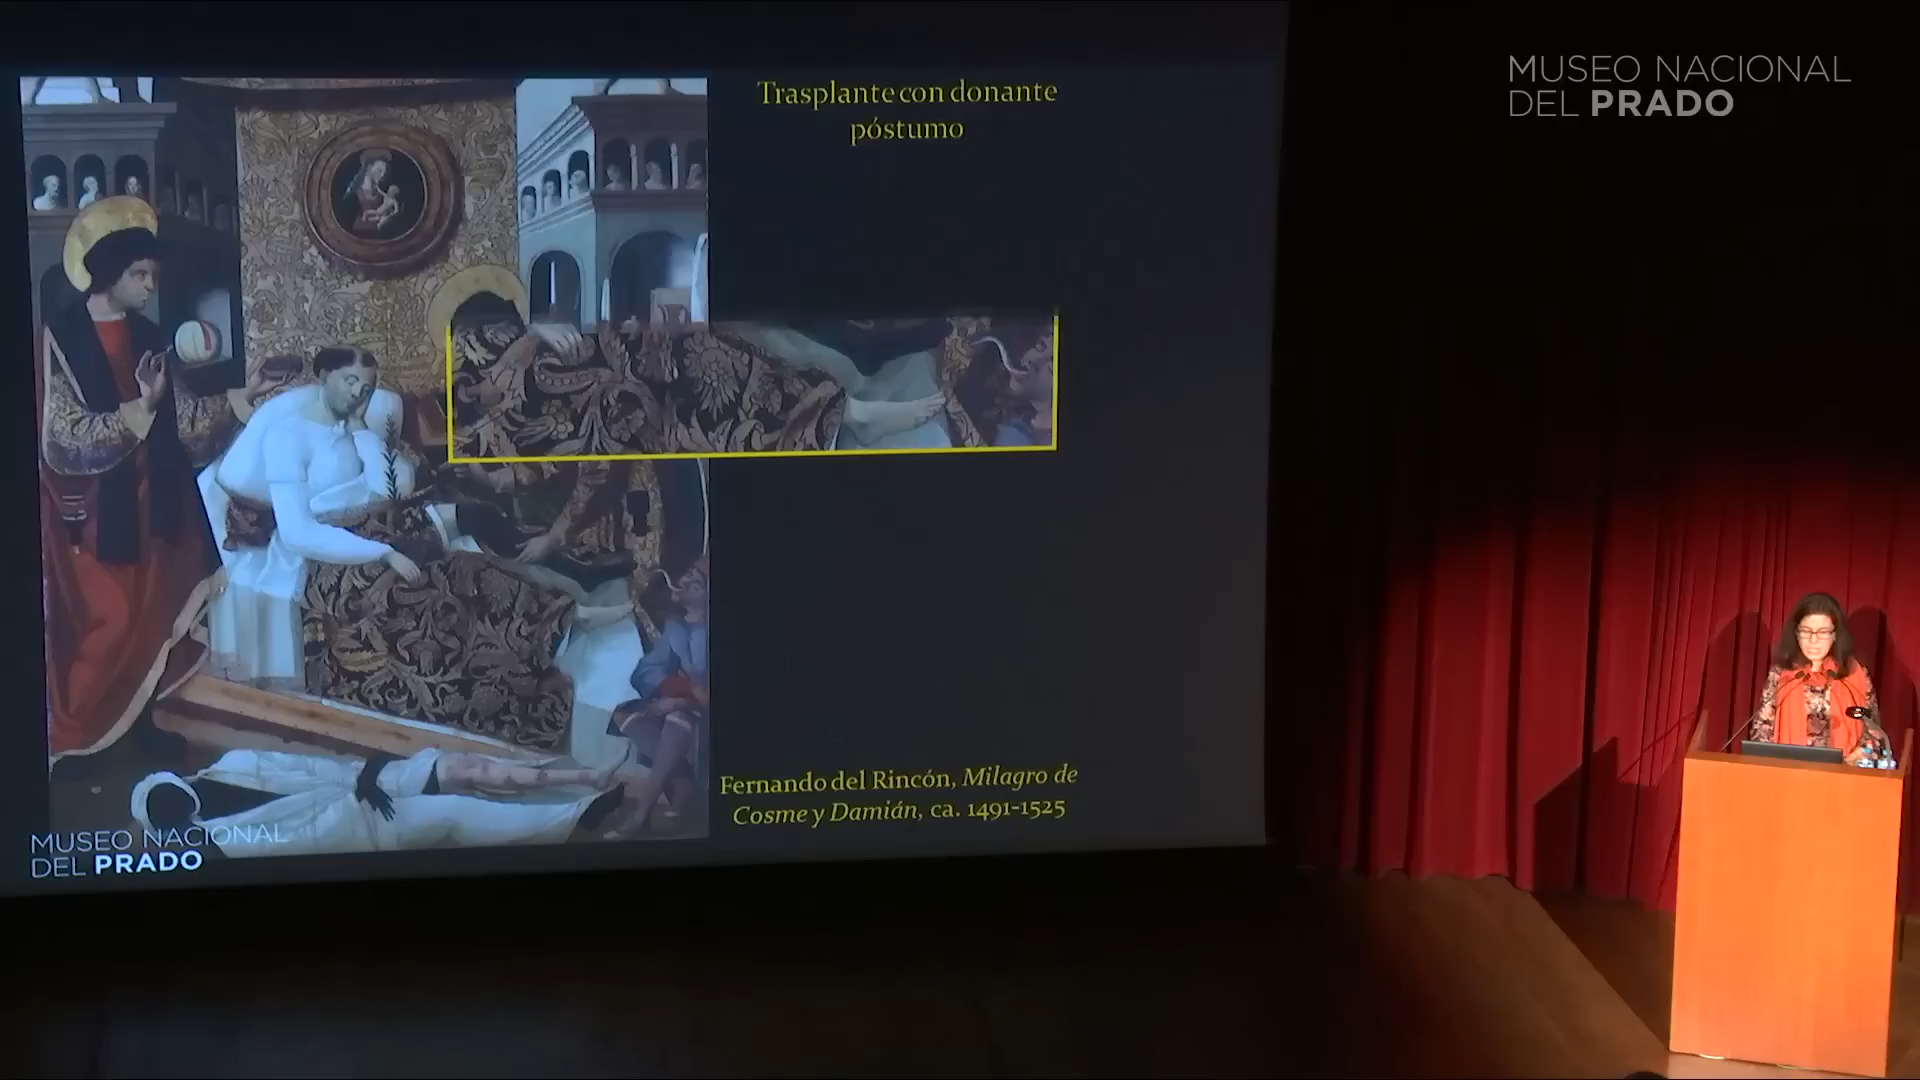 Trasplante con donante
póstumo
Fernando del Rincón, Milagro de
Cosme y Damián, ca. 1491-1525
MUSEO NACIONAL
DEL PRADO
MUSEO NACIONAL
DEL PRADO